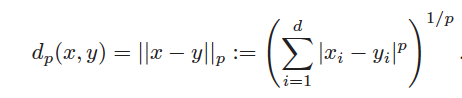 d_p(x, y) = ||x − y||_p := ( ∑_{i=1}^{d} |x_i − y_i|^p )^{1/p} .